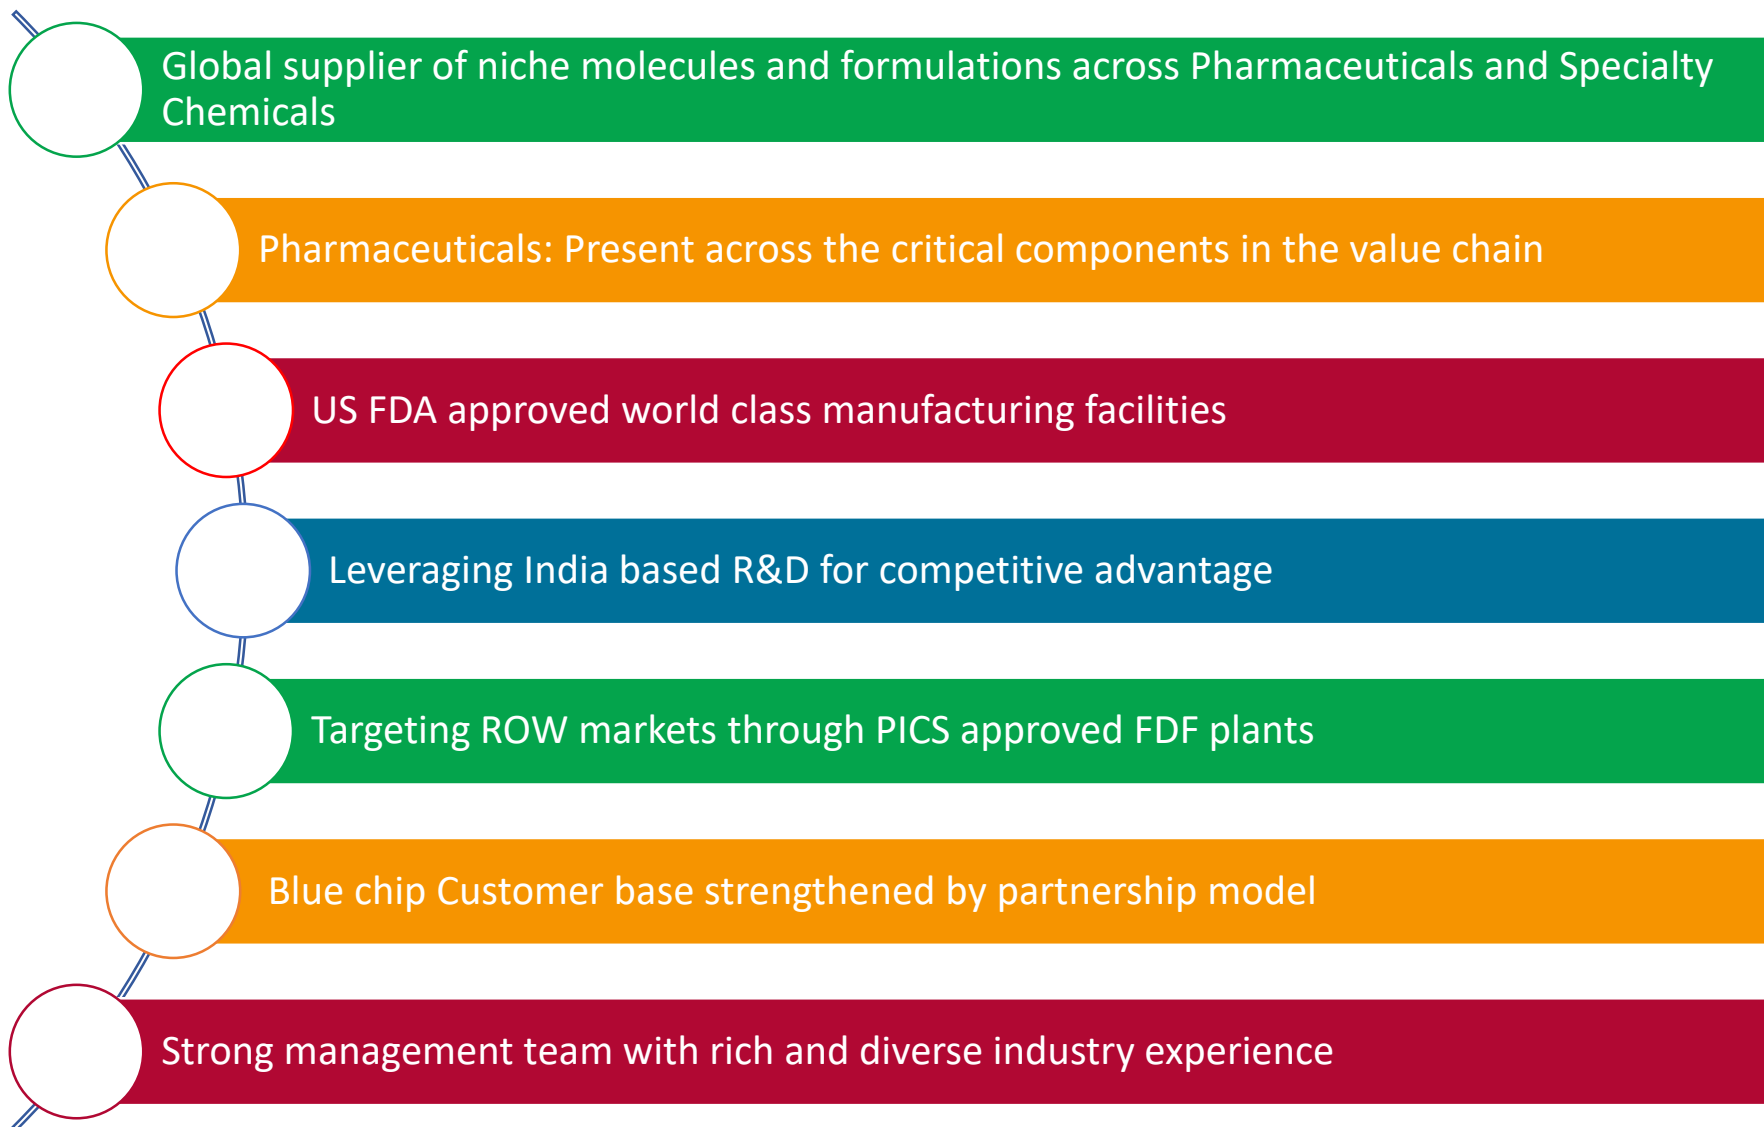 Global supplier of niche molecules and formulations across Pharmaceuticals and Specialty
Chemicals
Pharmaceuticals: Present across the critical components in the value chain
US FDA approved world class manufacturing facilities
Leveraging India based R&D for competitive advantage
Targeting ROW markets through PICS approved FDF plants
Blue chip Customer base strengthened by partnership model
Strong management team with rich and diverse industry experience